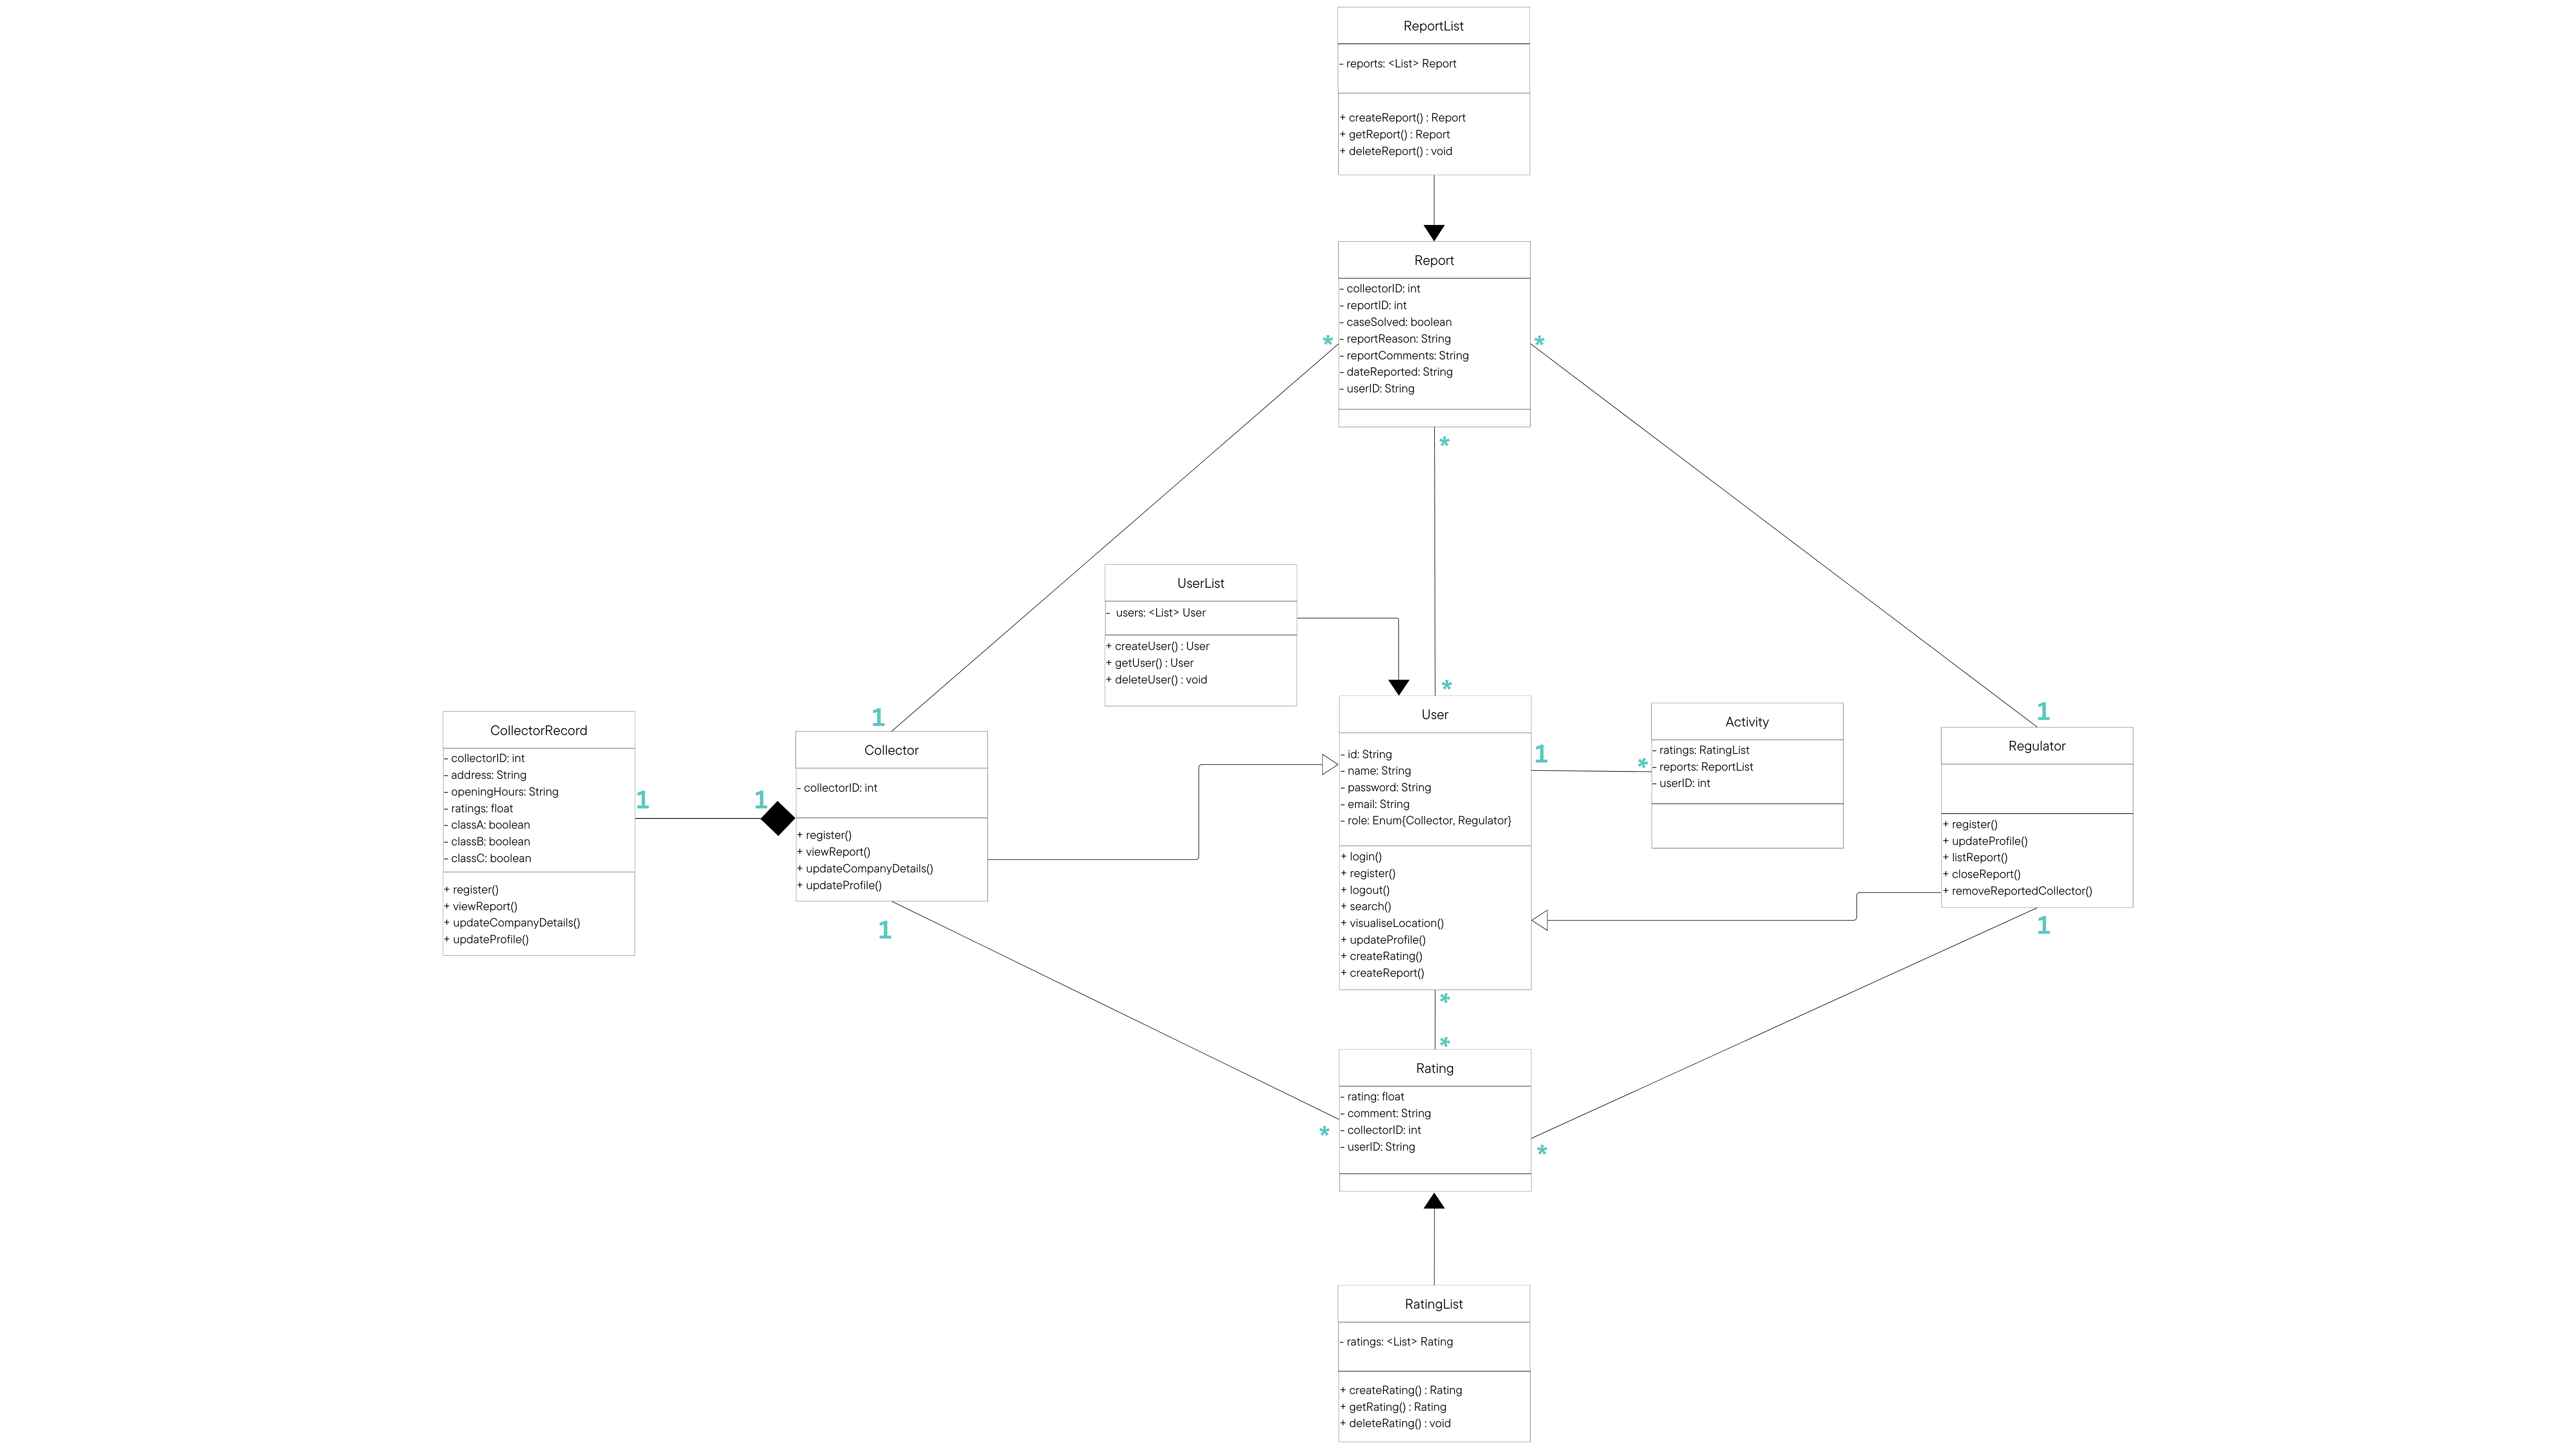 ReportList
- reports: <List> Report
+ createReport() : Report
+ getReport() : Report
+ deleteReport() : void
Report
- collectorID: int
- reportID: int
- caseSolved: boolean
- reportReason: String
- reportComments: String
- dateReported: String
- userID: String
*
*
*
UserList
- users: <List> User
+ createUser() : User
+ getUser() : User
+ deleteUser() : void
*
1
1
CollectorRecord
- collectorID: int
- address: String
- openingHours: String
- ratings: float
- classA: boolean
- classB: boolean
- classC: boolean
+ register()
+ viewReport()
+ updateCompanyDetails()
+ updateProfile()
1
1
Collector
- collectorID: int
+ register()
+ viewReport()
+ updateCompanyDetails()
+ updateProfile()
1
User
- id: String
- name: String
- password: String
- email: String
- role: Enum{Collector, Regulator}
+ login()
+ register()
+ logout()
+ search()
+ visualiseLocation()
+ updateProfile()
+ createRating()
+ createReport()
1
*
Activity
- ratings: RatingList
- reports: ReportList
- userID: int
Regulator
+ register()
+ updateProfile()
+ listReport()
+ closeReport()
+ removeReportedCollector()
1
*
*
Rating
- rating: float
- comment: String
- collectorID: int
- userID: String
*
*
RatingList
- ratings: <List> Rating
+ createRating() : Rating
+ getRating() : Rating
+ deleteRating() : void